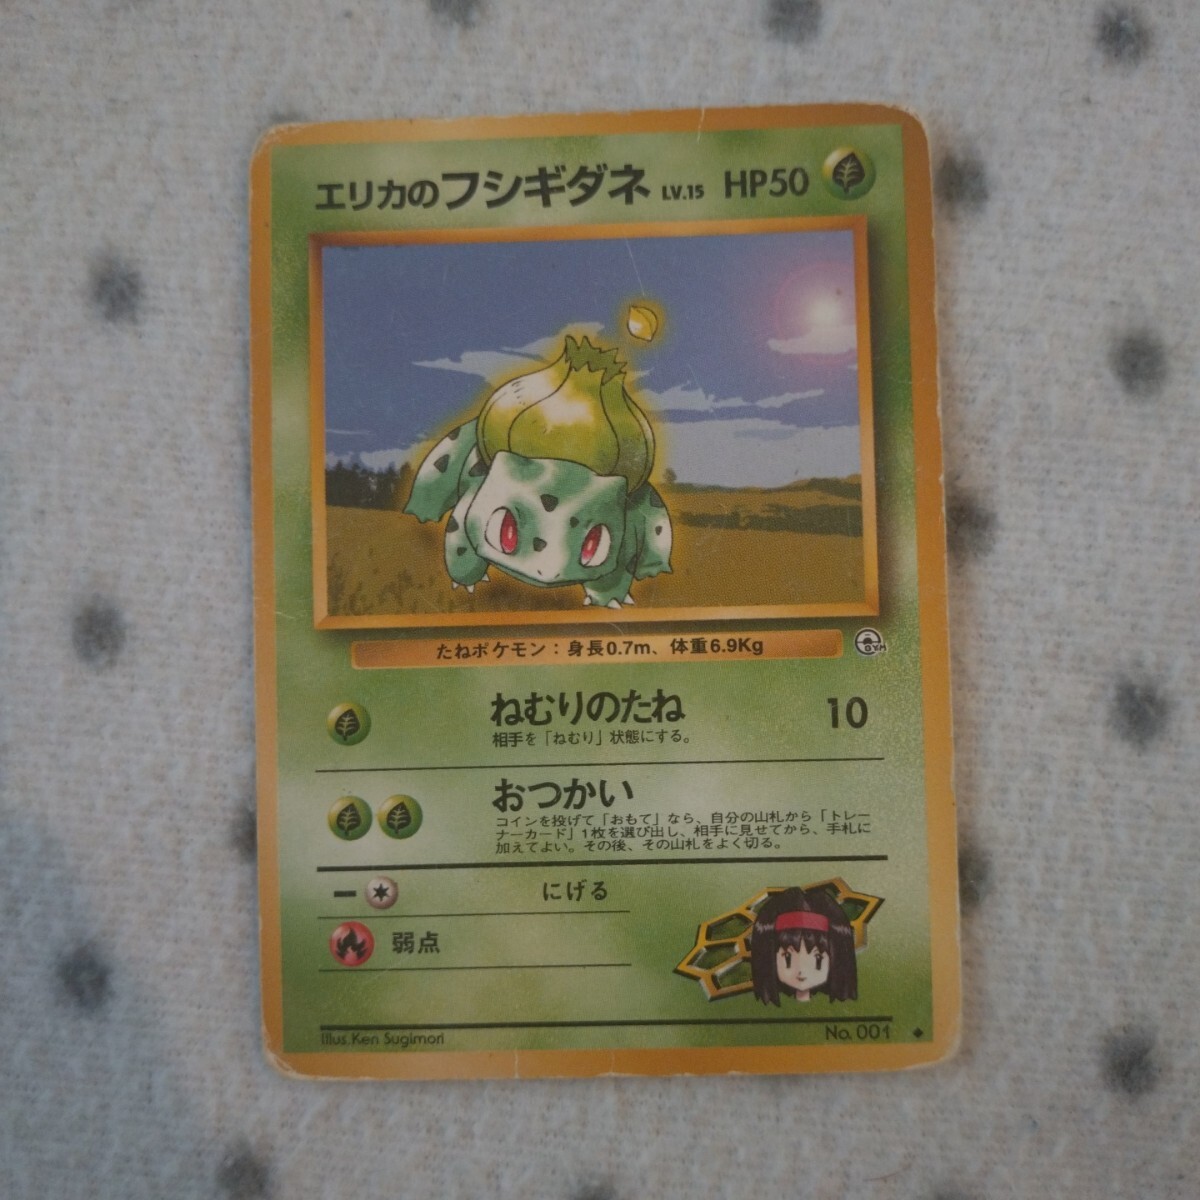 エリカのフシギダネ LV.15 HP50
たねポケモン：身長0.7m、体重6.9Kg
GYM
ねむりのたね 10
相手を「ねむり」状態にする。
おつかい
コインを投げて「おもて」なら、自分の山札から「トレー
ナーカード」1枚を選び出し、相手に見せてから、手札に
加えてよい。その後、その山札をよく切る。
にげる
弱点
Illus. Ken Sugimori
No. 001